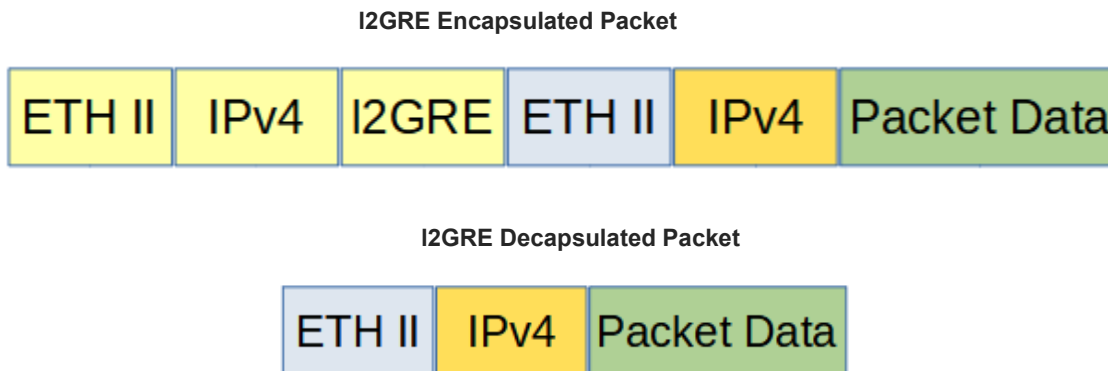 l2GRE Encapsulated Packet
ETH II IPv4 l2GRE ETH II IPv4 Packet Data
l2GRE Decapsulated Packet
ETH II IPv4 Packet Data